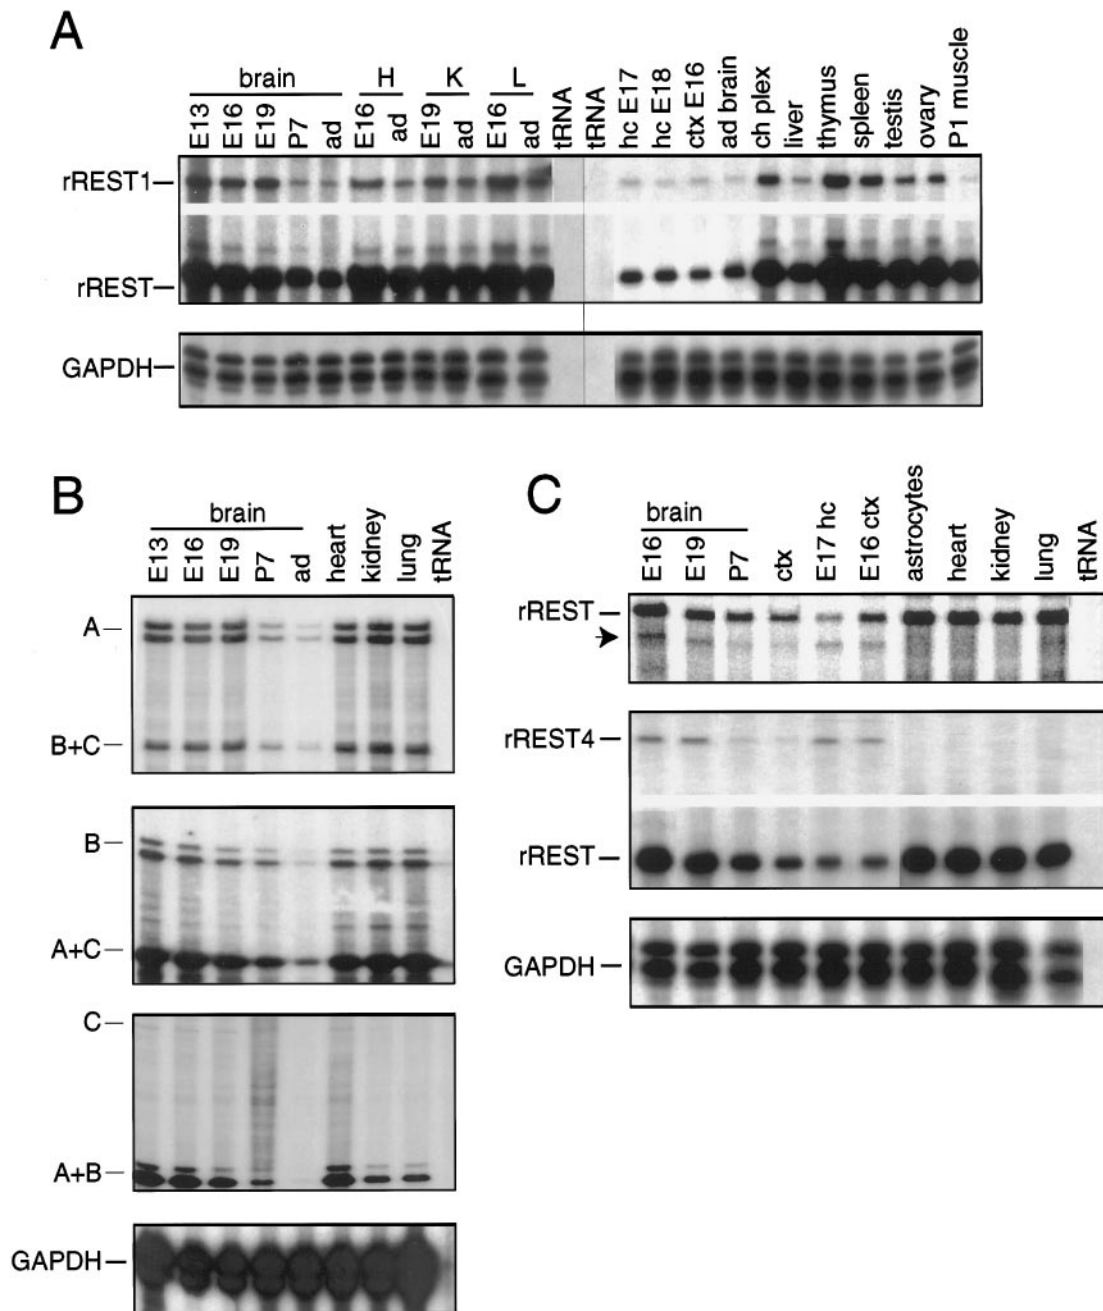 A
brain H K L
E13 E16 E19 P7 ad E16 ad E19 ad E16 ad tRNA tRNA hc E17 hc E18 ctx E16 ad brain ch plex liver thymus spleen testis ovary P1 muscle
rREST1
rREST
GAPDH
B
brain
E13 E16 E19 P7 ad heart kidney lung tRNA
A
B+C
B
A+C
C
A+B
GAPDH
C
brain
E16 E19 P7 ctx E17 hc E16 ctx astrocytes heart kidney lung tRNA
rREST
rREST4
rREST
GAPDH